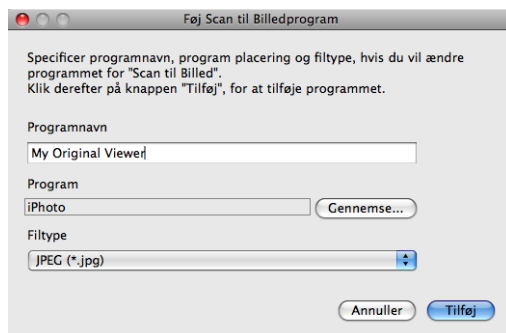 Føj Scan til Billedprogram
Specificer programnavn, program placering og filtype, hvis du vil ændre
programmet for "Scan til Billed".
Klik derefter på knappen "Tilføj", for at tilføje programmet.
Programnavn
My Original Viewer
Program
iPhoto
Gennemse...
Filtype
JPEG (*.jpg)
Annuller
Tilføj